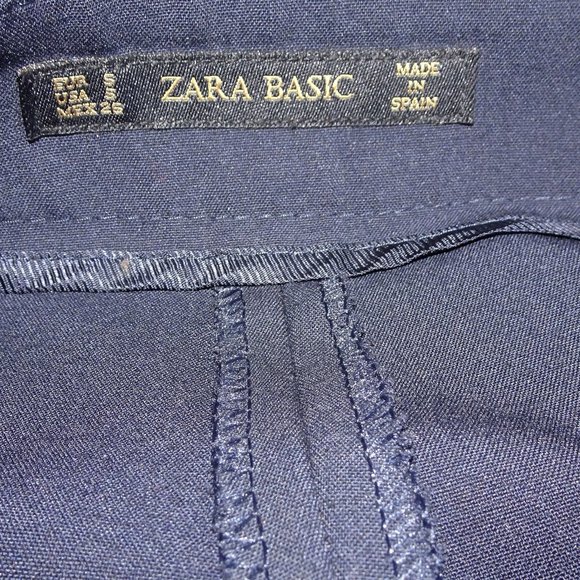 EUR S
USA S
MEX 26
ZARA BASIC
MADE
IN
SPAIN